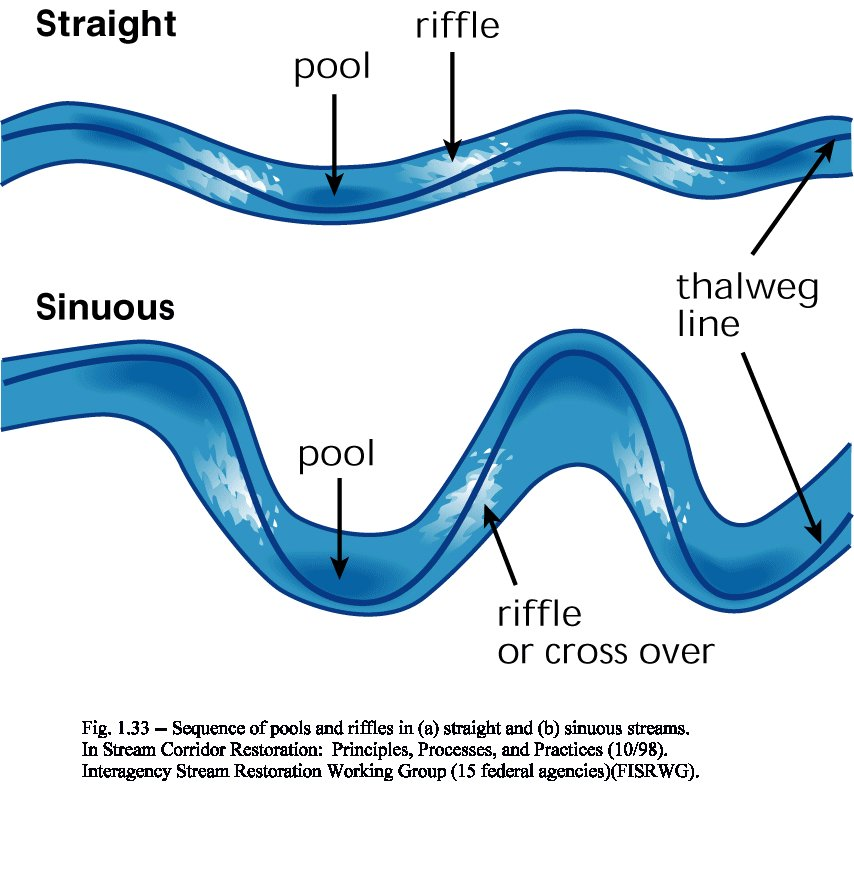 Straight
riffle
pool
thalweg
line
Sinuous
pool
riffle
or cross over
Fig. 1.33 – Sequence of pools and riffles in (a) straight and (b) sinuous streams.
In Stream Corridor Restoration: Principles, Processes, and Practices (10/98).
Interagency Stream Restoration Working Group (15 federal agencies)(FISRWG).